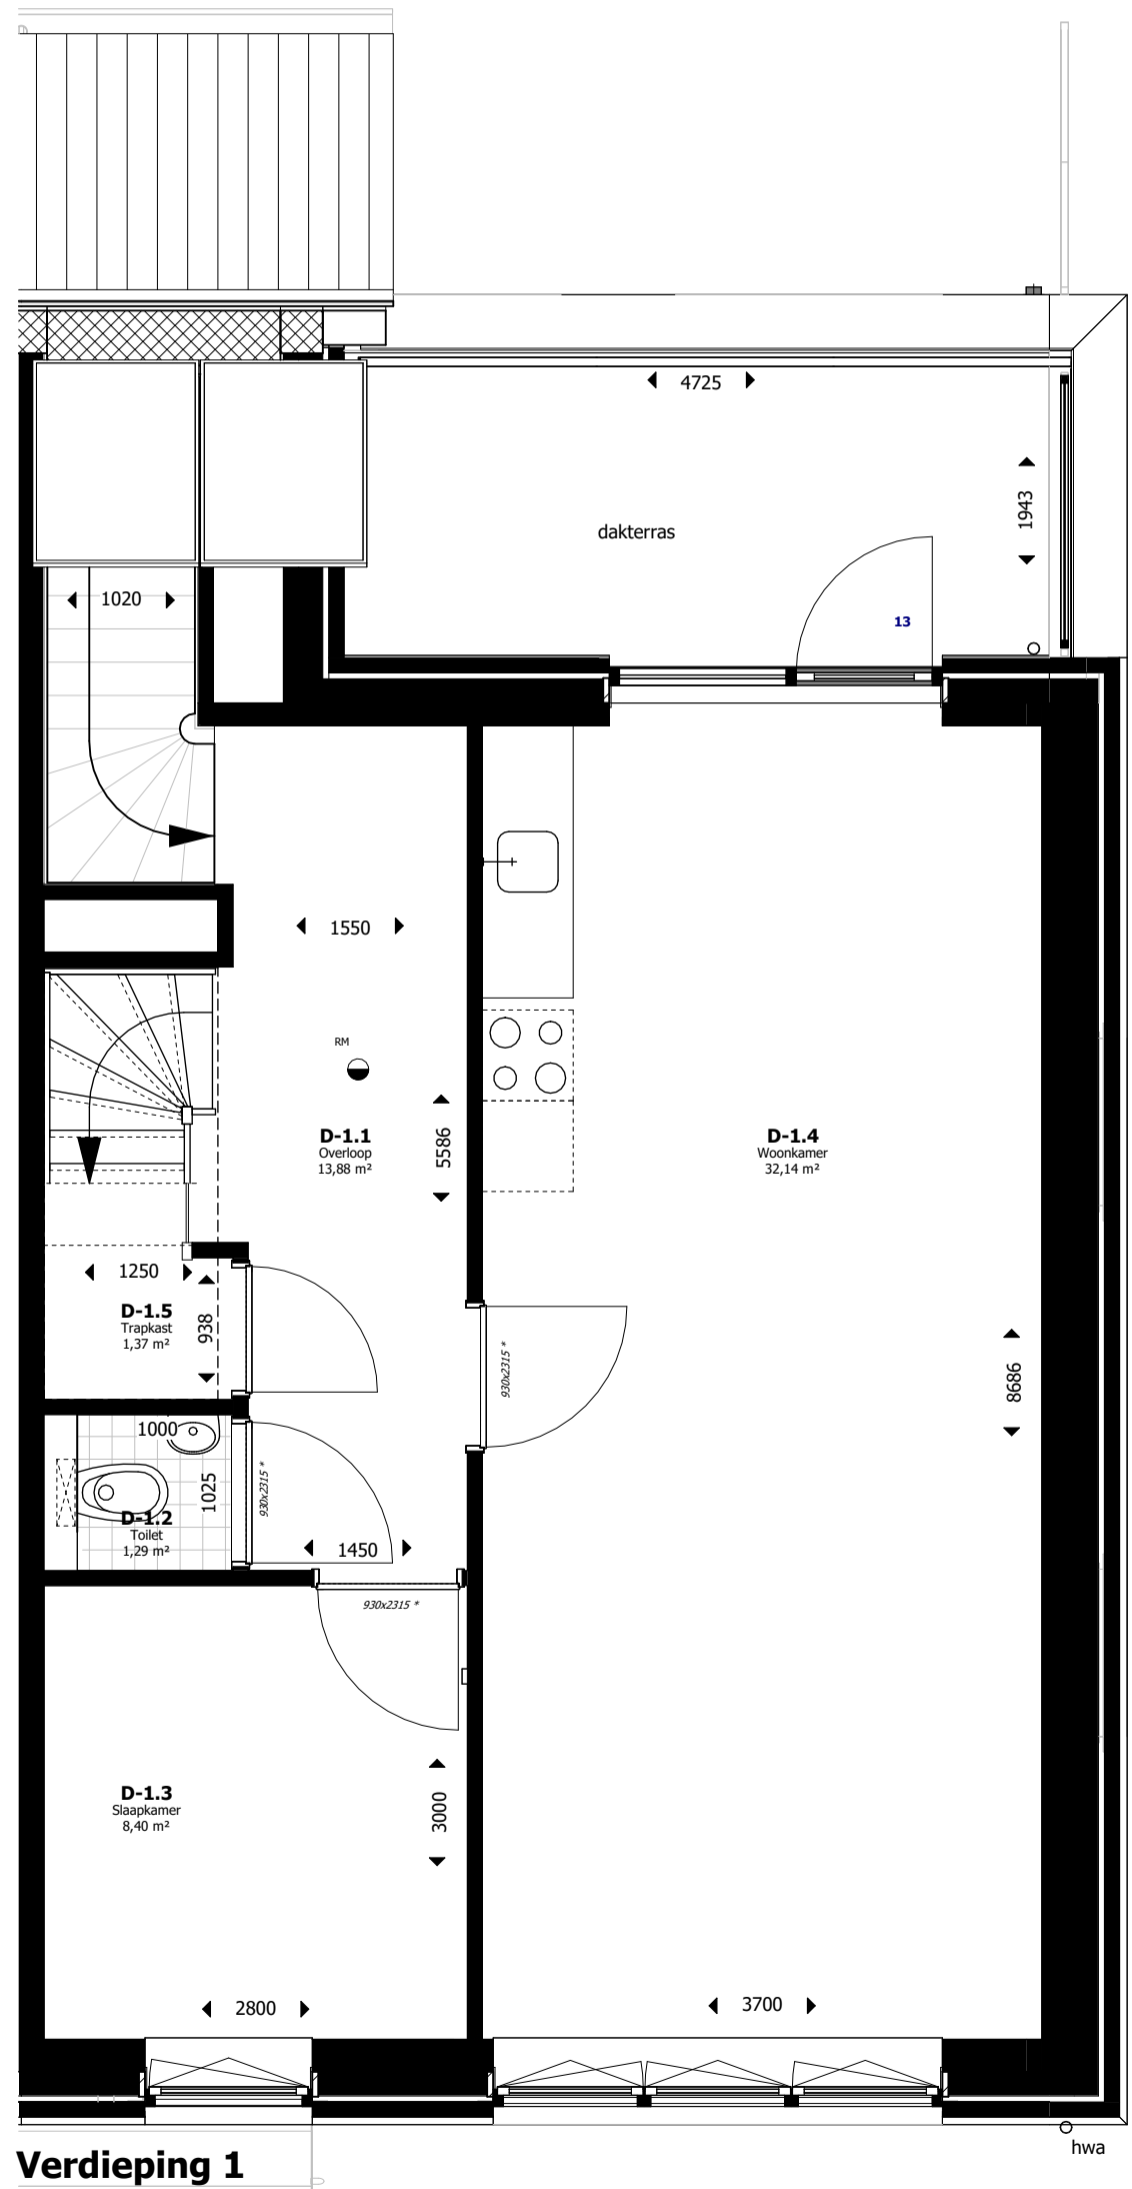 4725
1943
dakterras
1020
13
1550
RM
5586
D-1.1
Overloop
13,88 m²
D-1.4
Woonkamer
32,14 m²
1250
938
D-1.5
Trapkast
1,37 m²
930x2315 *
8686
1000
1025
930x2315 *
D-1.2
Toilet
1,29 m²
1450
930x2315 *
D-1.3
Slaapkamer
8,40 m²
3000
2800
3700
hwa
Verdieping 1